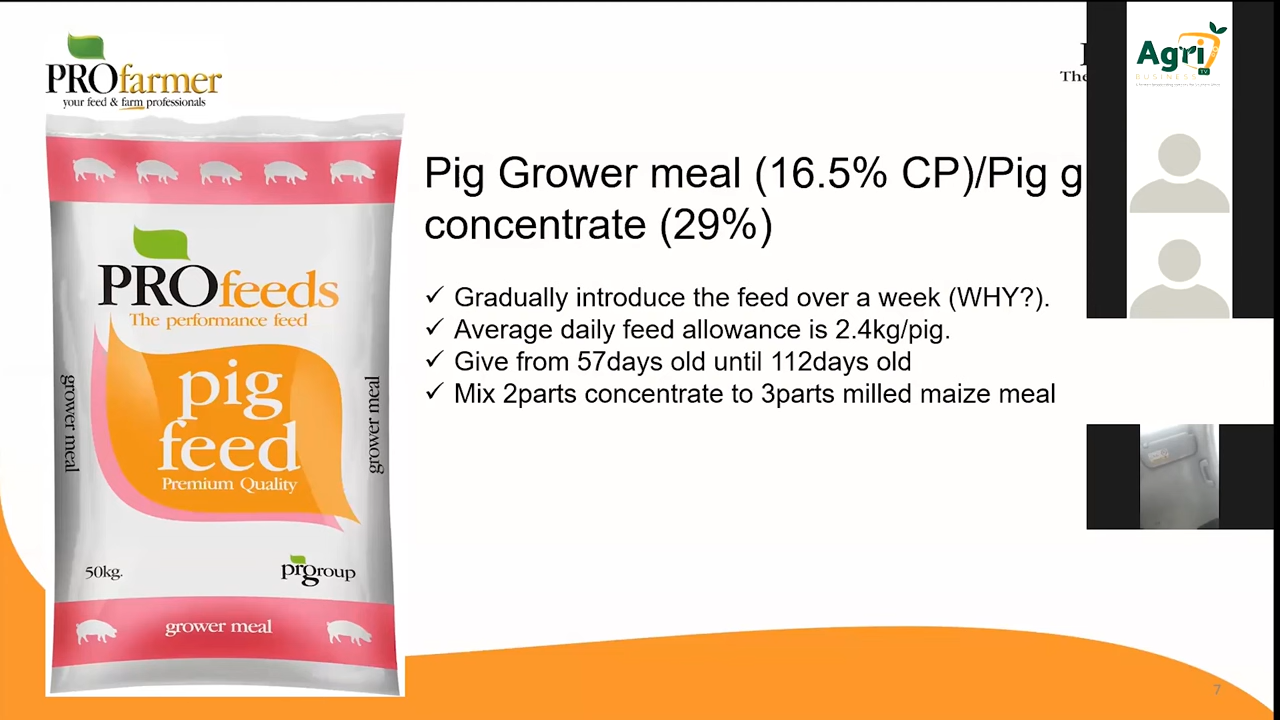 PROfarmer
your feed & farm professionals
The
Agri
BUSINESS TV
Pig Grower meal (16.5% CP)/Pig g
concentrate (29%)
✓ Gradually introduce the feed over a week (WHY?).
✓ Average daily feed allowance is 2.4kg/pig.
✓ Give from 57days old until 112days old
✓ Mix 2parts concentrate to 3parts milled maize meal
PROfeeds
The performance feed
pig
feed
Premium Quality
grower meal
grower meal
50kg.
progroup
grower meal
7